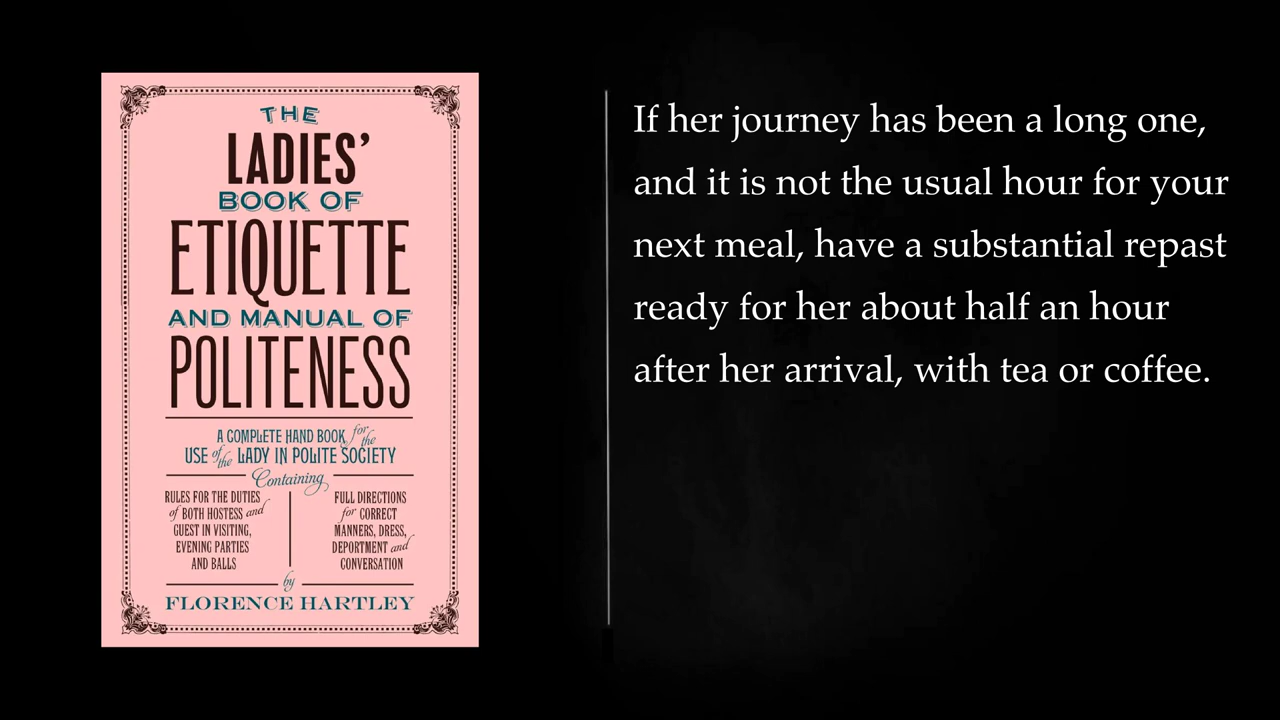 THE
LADIES'
BOOK OF
ETIQUETTE
AND MANUAL OF
POLITENESS
A COMPLETE HAND BOOK for the
USE of the LADY IN POLITE SOCIETY
Containing
RULES FOR THE DUTIES
of BOTH HOSTESS and
GUEST IN VISITING,
EVENING PARTIES
AND BALLS
FULL DIRECTIONS
for CORRECT
MANNERS, DRESS,
DEPORTMENT and
CONVERSATION
by
FLORENCE HARTLEY
If her journey has been a long one,
and it is not the usual hour for your
next meal, have a substantial repast
ready for her about half an hour
after her arrival, with tea or coffee.